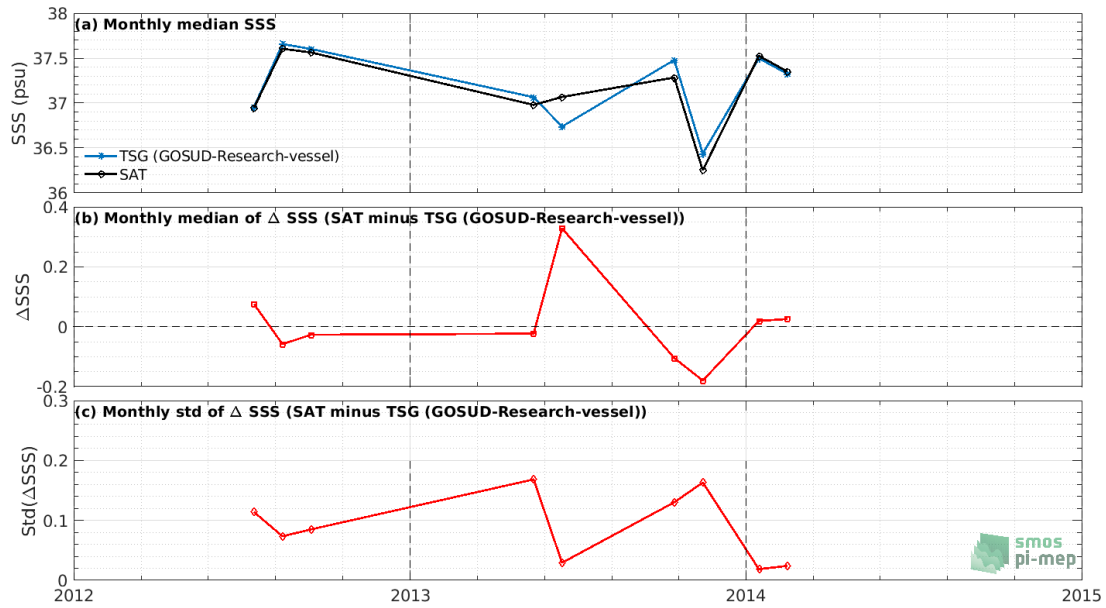 (a) Monthly median SSS
38
37.5
37
36.5
36
SSS (psu)
TSG (GOSUD-Research-vessel)
SAT
(b) Monthly median of Δ SSS (SAT minus TSG (GOSUD-Research-vessel))
0.4
0.2
0
-0.2
ΔSSS
(c) Monthly std of Δ SSS (SAT minus TSG (GOSUD-Research-vessel))
0.3
0.2
0.1
0
Std(ΔSSS)
smos
pi-mep
2012 2013 2014 2015